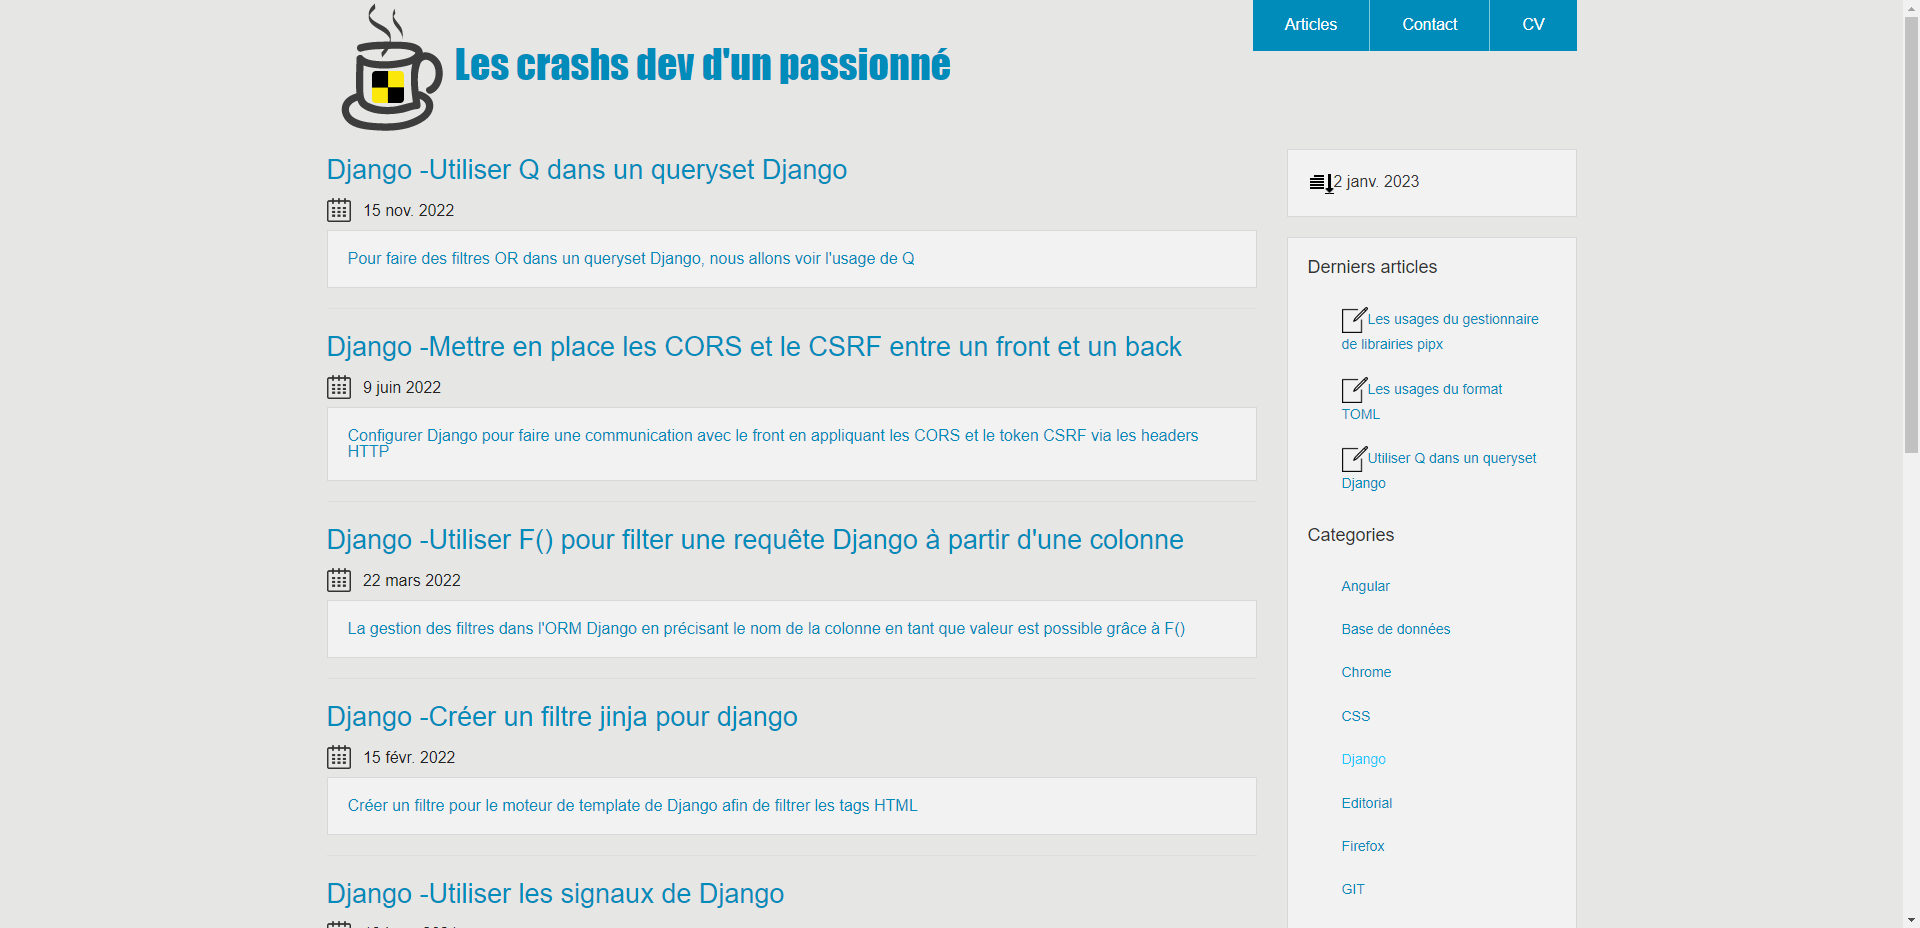 Les crashs dev d'un passionné
Articles
Contact
CV
Django -Utiliser Q dans un queryset Django
15 nov. 2022
Pour faire des filtres OR dans un queryset Django, nous allons voir l'usage de Q
Django -Mettre en place les CORS et le CSRF entre un front et un back
9 juin 2022
Configurer Django pour faire une communication avec le front en appliquant les CORS et le token CSRF via les headers
HTTP
Django -Utiliser F() pour filter une requête Django à partir d'une colonne
22 mars 2022
La gestion des filtres dans l'ORM Django en précisant le nom de la colonne en tant que valeur est possible grâce à F()
Django -Créer un filtre jinja pour django
15 févr. 2022
Créer un filtre pour le moteur de template de Django afin de filtrer les tags HTML
Django -Utiliser les signaux de Django
2 janv. 2023
Derniers articles
Les usages du gestionnaire
de librairies pipx
Les usages du format
TOML
Utiliser Q dans un queryset
Django
Categories
Angular
Base de données
Chrome
CSS
Django
Editorial
Firefox
GIT